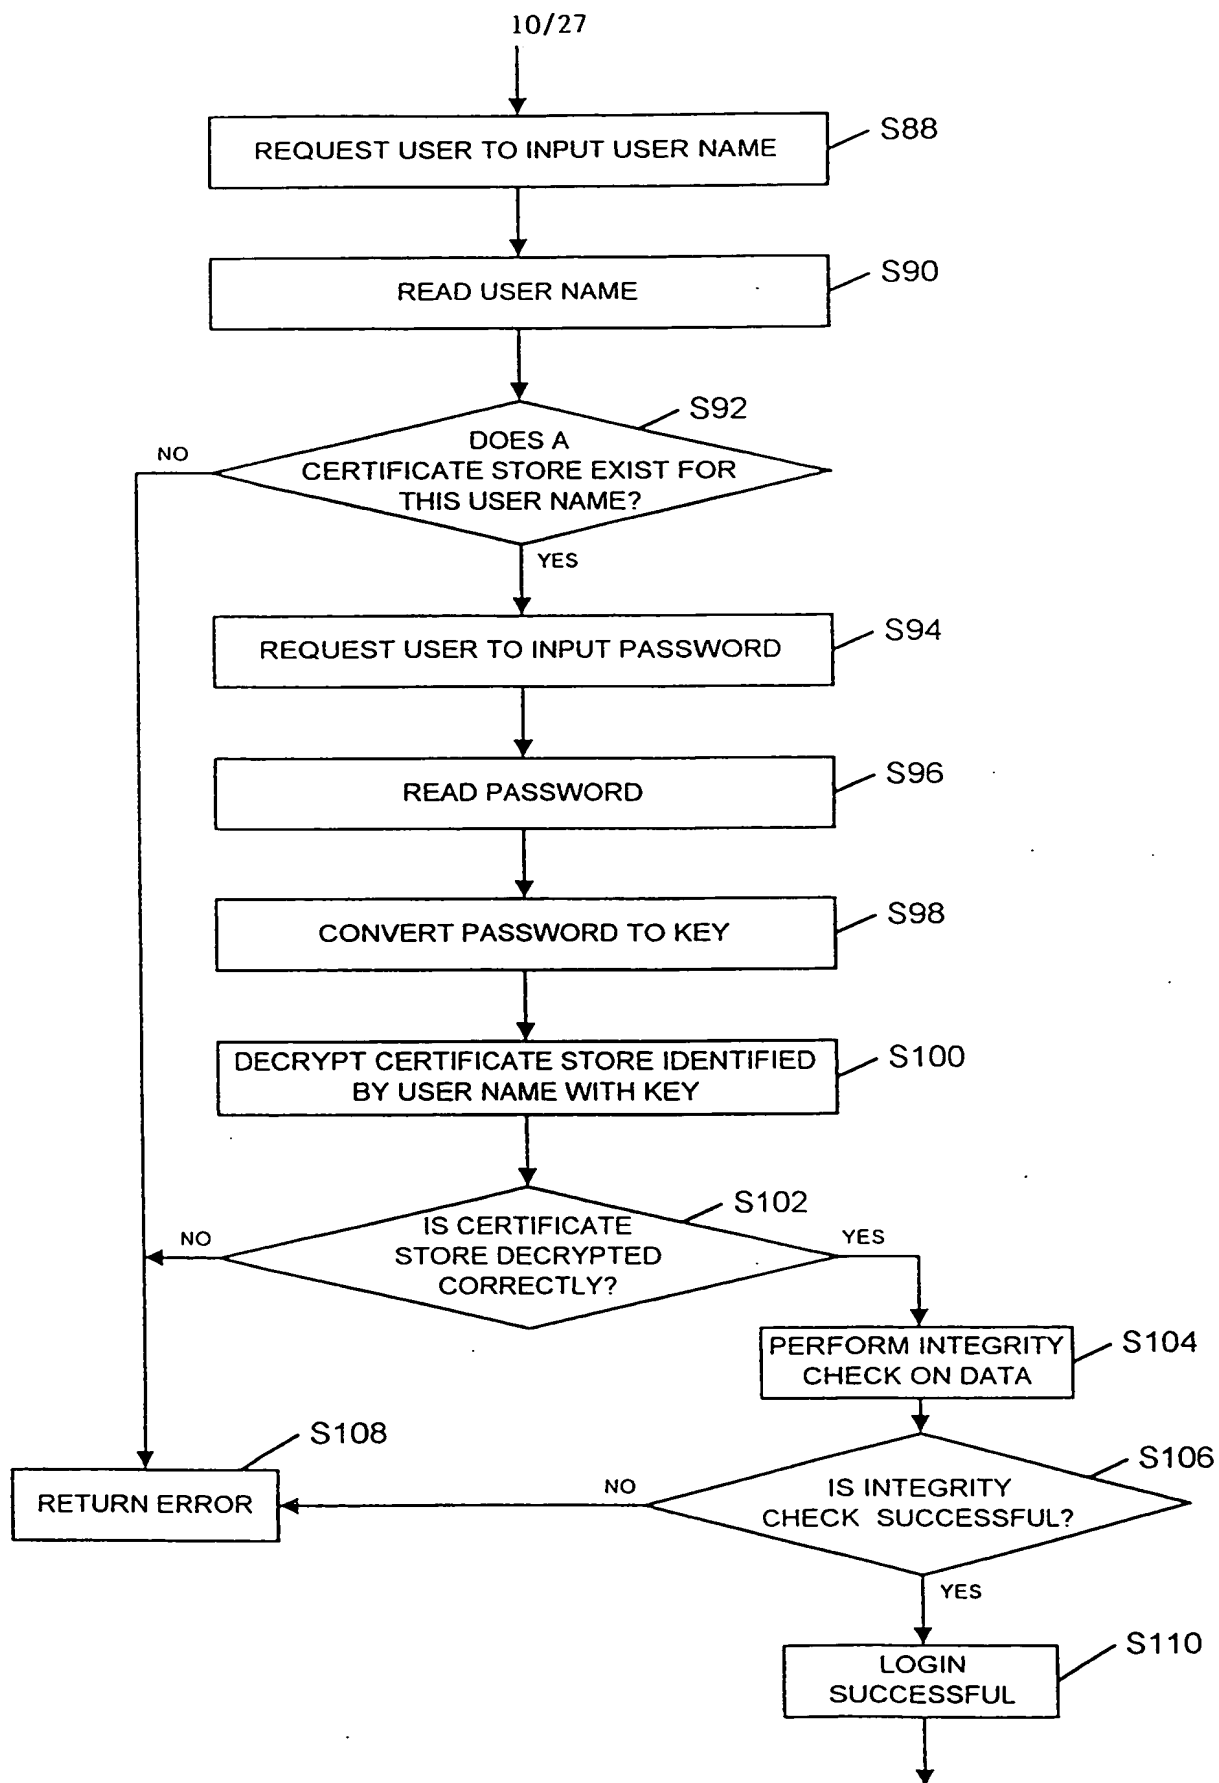 10/27
REQUEST USER TO INPUT USER NAME
S88
READ USER NAME
S90
S92
DOES A
CERTIFICATE STORE EXIST FOR
THIS USER NAME?
NO
YES
REQUEST USER TO INPUT PASSWORD
S94
READ PASSWORD
S96
CONVERT PASSWORD TO KEY
S98
DECRYPT CERTIFICATE STORE IDENTIFIED
BY USER NAME WITH KEY
S100
S102
IS CERTIFICATE
STORE DECRYPTED
CORRECTLY?
NO
YES
PERFORM INTEGRITY
CHECK ON DATA
S104
S108
RETURN ERROR
S106
IS INTEGRITY
CHECK SUCCESSFUL?
NO
YES
LOGIN
SUCCESSFUL
S110